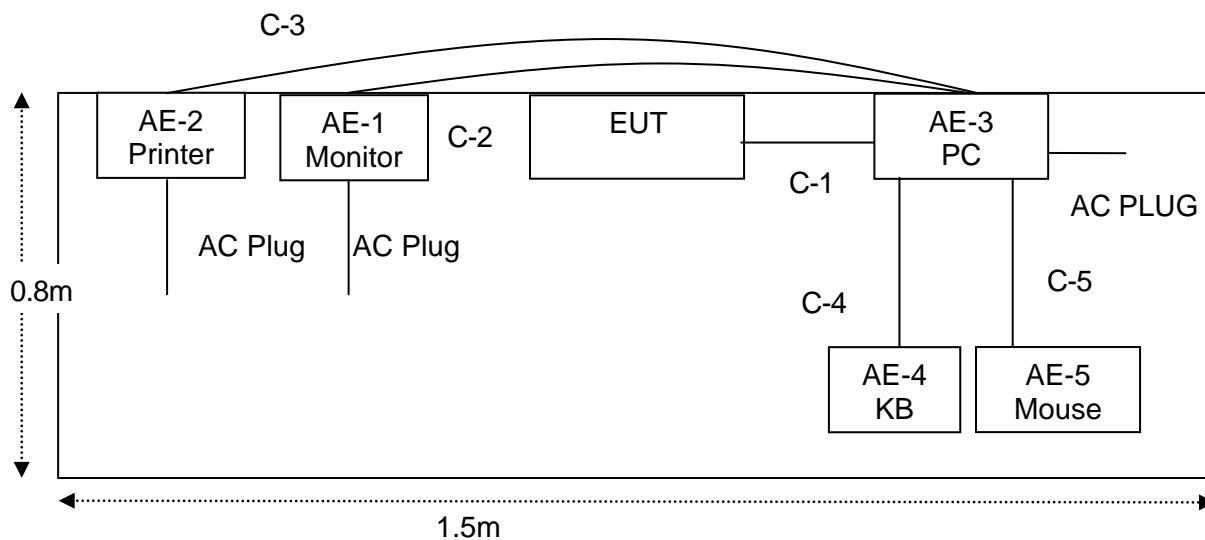 C-3
AE-2
Printer
AE-1
Monitor
C-2
EUT
C-1
AE-3
PC
AC PLUG
AC Plug
AC Plug
0.8m
C-4
C-5
AE-4
KB
AE-5
Mouse
1.5m